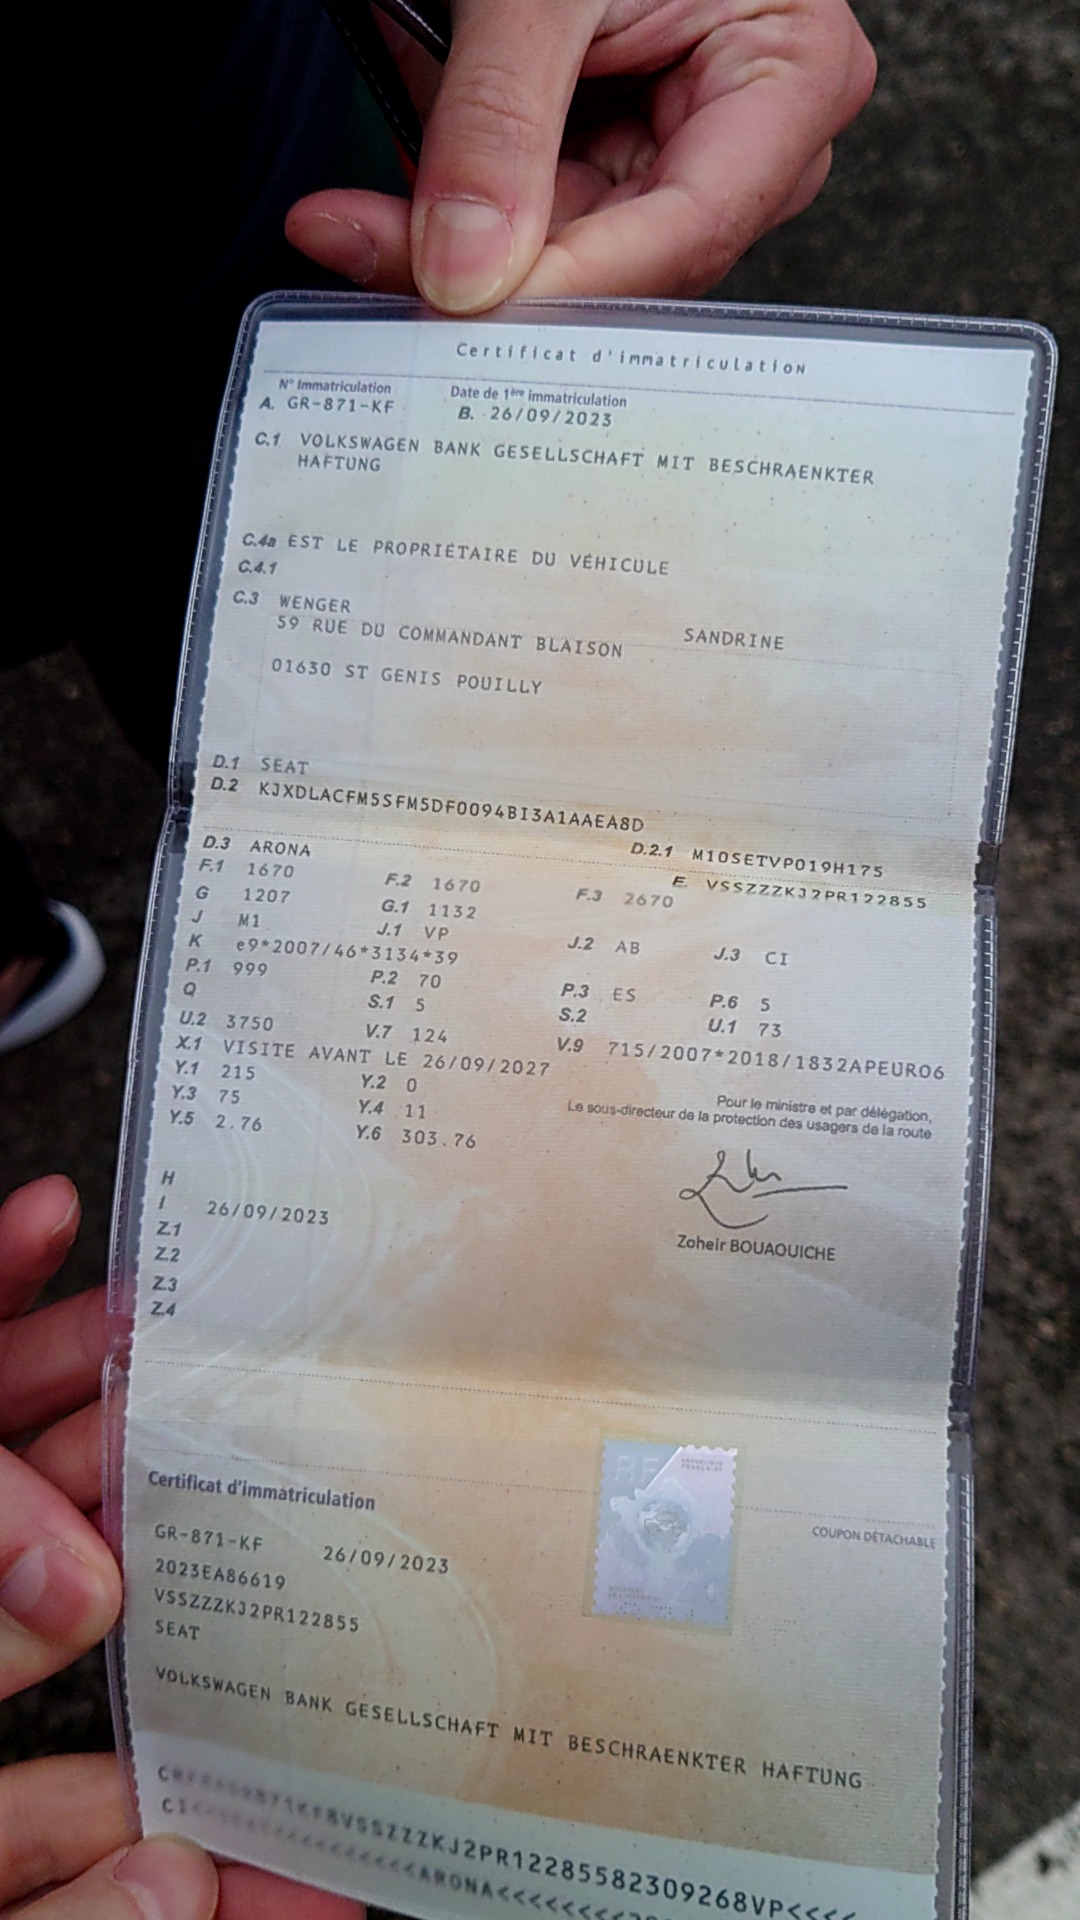 Certificat d'immatriculation
N° Immatriculation Date de 1ère immatriculation
A. GR-871-KF B. 26/09/2023
C.1 VOLKSWAGEN BANK GESELLSCHAFT MIT BESCHRAENKTER
HAFTUNG
C.4a EST LE PROPRIÉTAIRE DU VÉHICULE
C.4.1
C.3 WENGER SANDRINE
59 RUE DU COMMANDANT BLAISON
01630 ST GENIS POUILLY
D.1 SEAT
D.2 KJXDLACFM5SFM5DF0094BI3A1AAEA8D
D.2.1 M10SETVP019H175
D.3 ARONA
E. VSSZZZKJ2PR122855
F.1 1670 F.2 1670 F.3 2670
G 1207 G.1 1132
J M1 J.1 VP J.2 AB J.3 CI
K e9*2007/46*3134*39
P.1 999 P.2 70 P.3 ES P.6 5
Q S.1 5 S.2 U.1 73
U.2 3750 V.7 124 V.9 715/2007*2018/1832APEURO6
X.1 VISITE AVANT LE 26/09/2027
Y.1 215 Y.2 0
Y.3 75 Y.4 11
Y.5 2.76 Y.6 303.76
Pour le ministre et par délégation,
Le sous-directeur de la protection des usagers de la route
Zoheir BOUAOUICHE
H
I 26/09/2023
Z.1
Z.2
Z.3
Z.4
Certificat d'immatriculation
RF RÉPUBLIQUE
FRANÇAISE
COUPON DÉTACHABLE
GR-871-KF 26/09/2023
2023EA86619
VSSZZZKJ2PR122855
SEAT
VOLKSWAGEN BANK GESELLSCHAFT MIT BESCHRAENKTER HAFTUNG
VSSZZZKJ2PR12285582309268VP<<<<
CI<<<<<<<<<<<ARONA<<<<<<<<